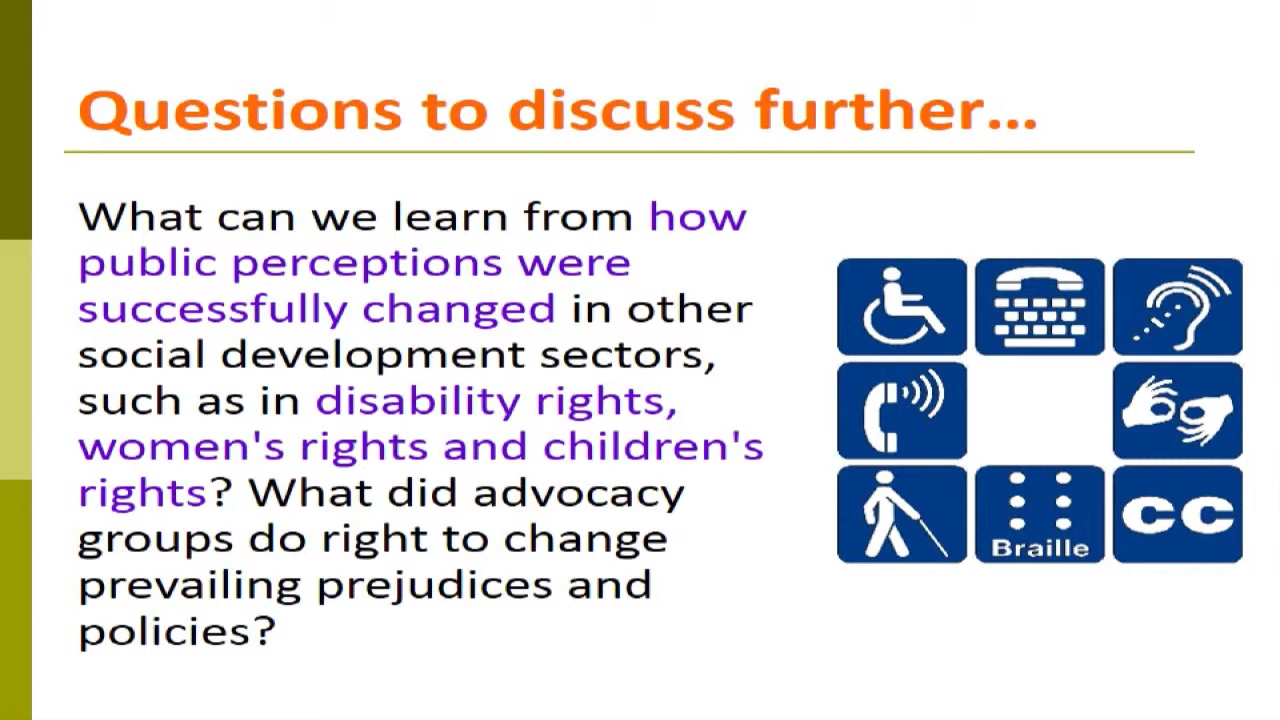 Questions to discuss further...
What can we learn from how
public perceptions were
successfully changed in other
social development sectors,
such as in disability rights,
women's rights and children's
rights? What did advocacy
groups do right to change
prevailing prejudices and
policies?
Braille
CC